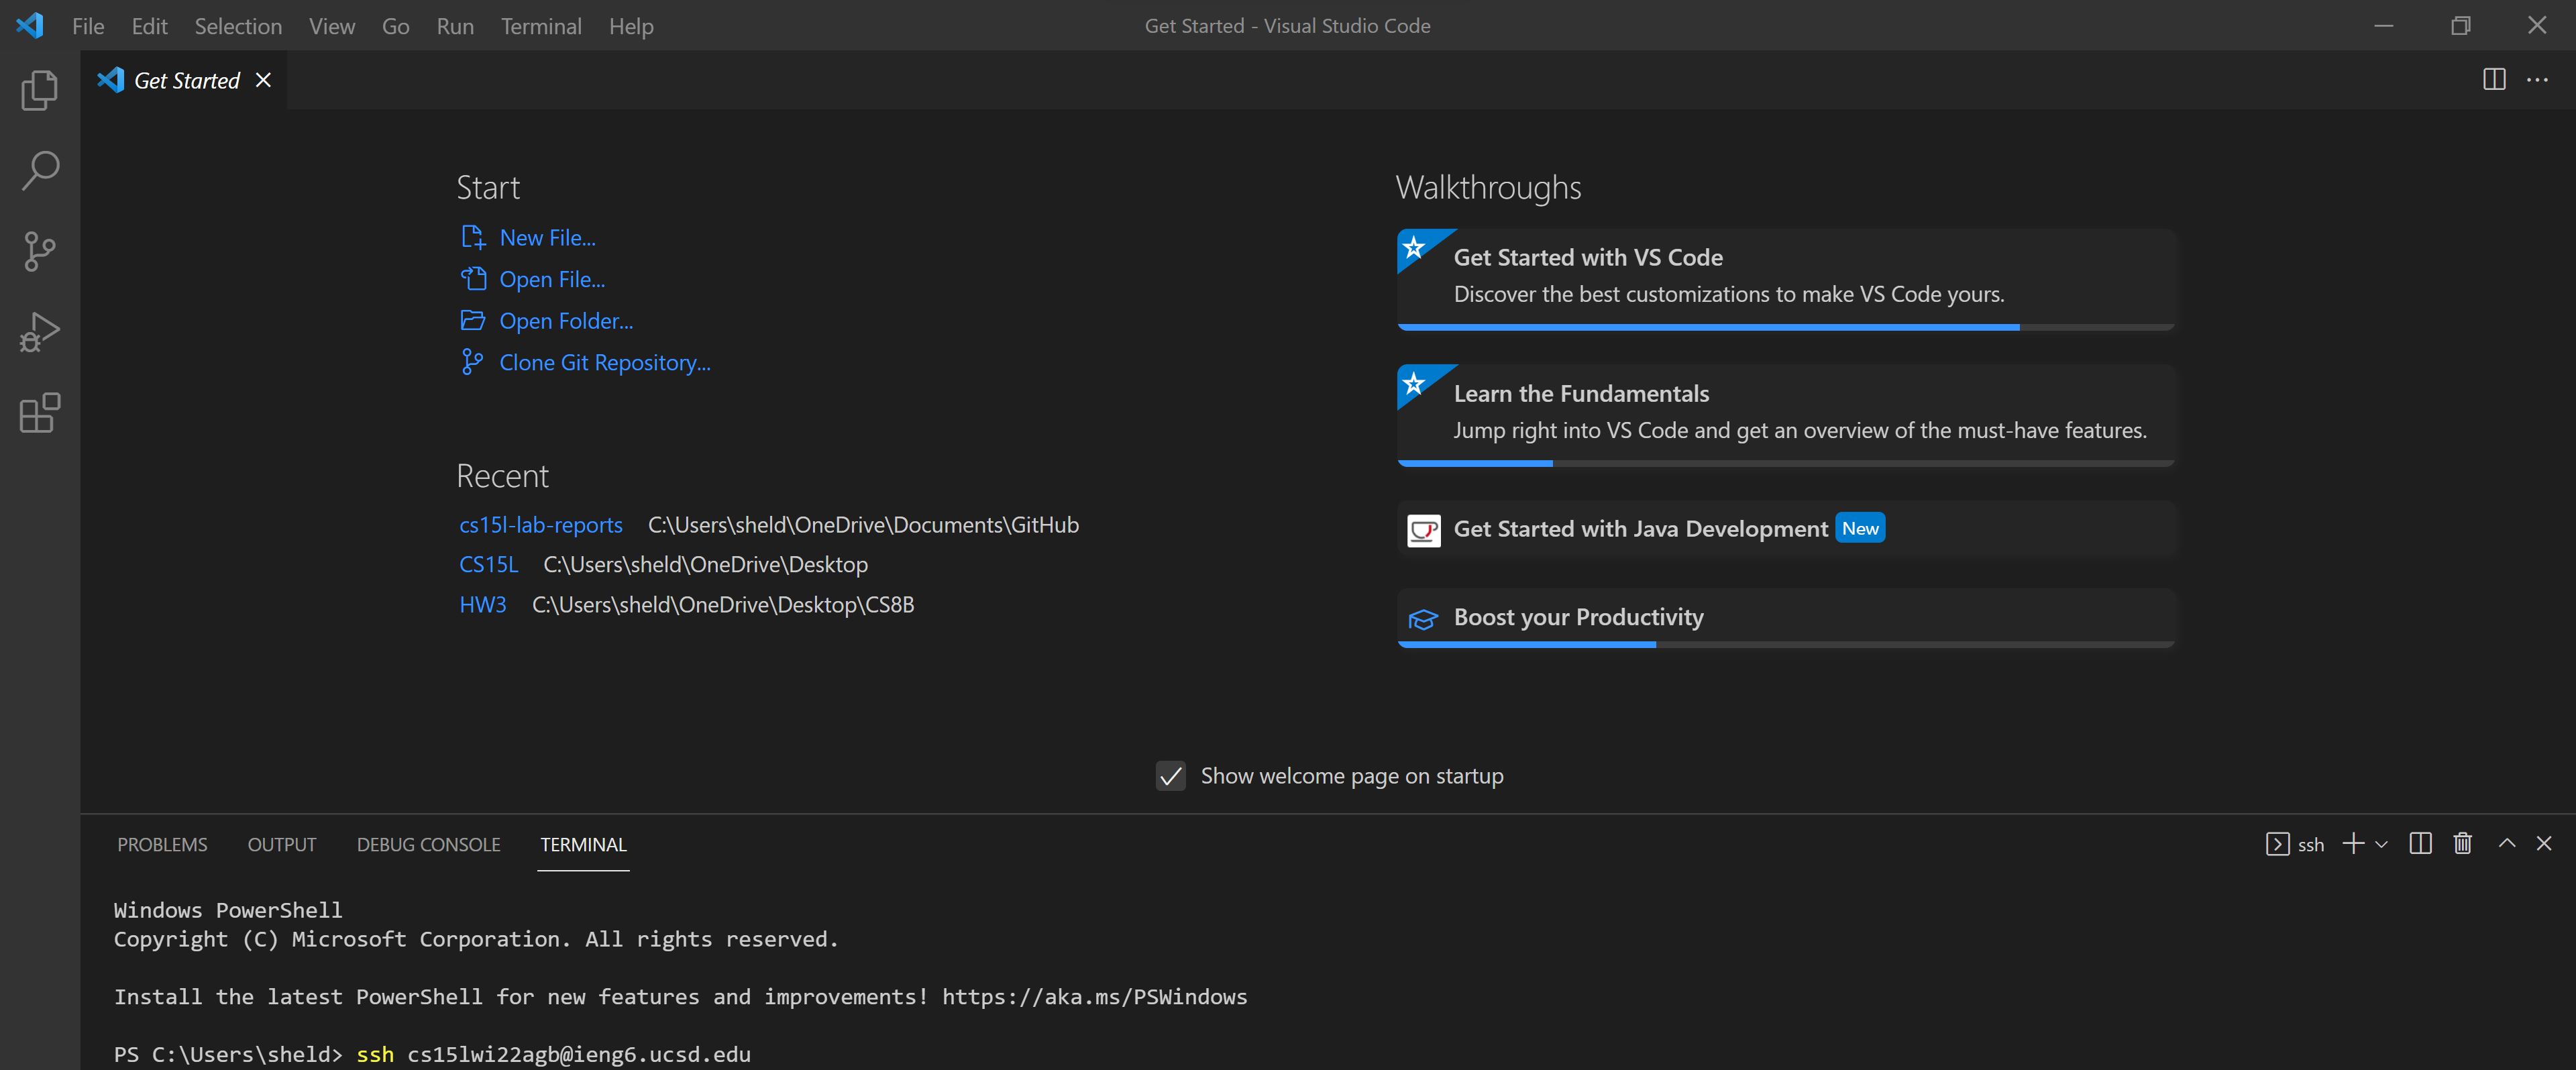 File Edit Selection View Go Run Terminal Help
Get Started - Visual Studio Code
Get Started
Start
New File...
Open File...
Open Folder...
Clone Git Repository...
Recent
cs15l-lab-reports C:\Users\sheld\OneDrive\Documents\GitHub
CS15L C:\Users\sheld\OneDrive\Desktop
HW3 C:\Users\sheld\OneDrive\Desktop\CS8B
Walkthroughs
Get Started with VS Code
Discover the best customizations to make VS Code yours.
Learn the Fundamentals
Jump right into VS Code and get an overview of the must-have features.
Get Started with Java Development New
Boost your Productivity
Show welcome page on startup
PROBLEMS OUTPUT DEBUG CONSOLE TERMINAL
ssh
Windows PowerShell
Copyright (C) Microsoft Corporation. All rights reserved.
Install the latest PowerShell for new features and improvements! https://aka.ms/PSWindows
PS C:\Users\sheld> ssh cs15lwi22agb@ieng6.ucsd.edu